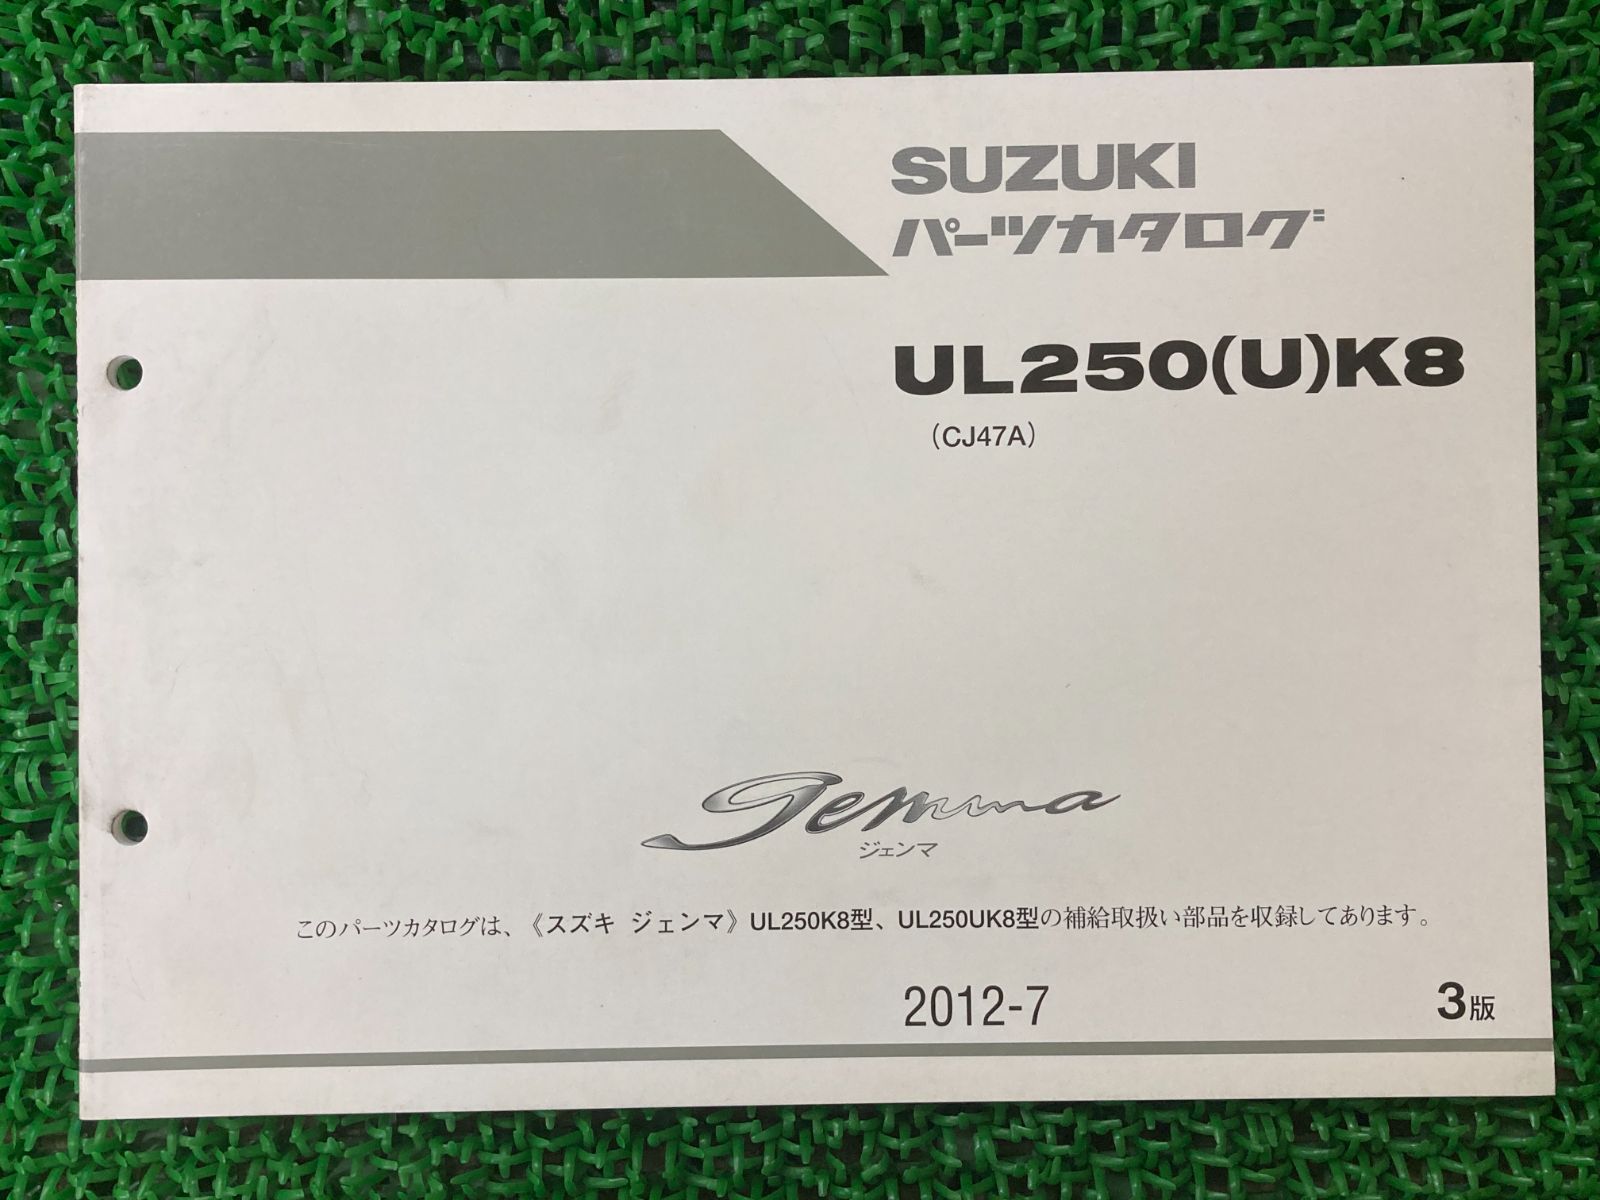 SUZUKI
パーツカタログ
UL250(U)K8
(CJ47A)
gemma
ジェンマ
このパーツカタログは、《スズキ ジェンマ》UL250K8型、UL250UK8型の補給取扱い部品を収録してあります。
2012-7
3版